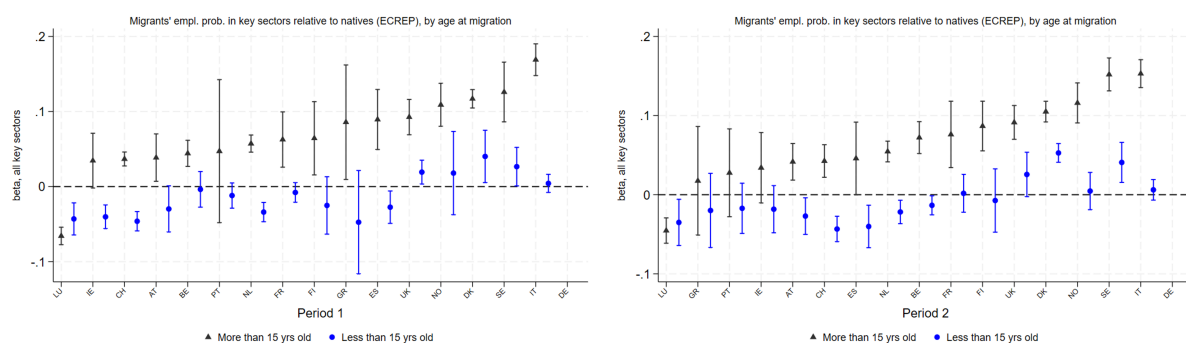 Migrants' empl. prob. in key sectors relative to natives (ECREP), by age at migration
.2
.1
0
-.1
beta, all key sectors
LU IE CH AT BE PT NL FR FI GR ES UK NO DK SE IT DE
Period 1
More than 15 yrs old Less than 15 yrs old
Migrants' empl. prob. in key sectors relative to natives (ECREP), by age at migration
.2
.1
0
-.1
beta, all key sectors
LU GR PT IE AT CH ES NL BE FR FI UK DK NO SE IT DE
Period 2
More than 15 yrs old Less than 15 yrs old